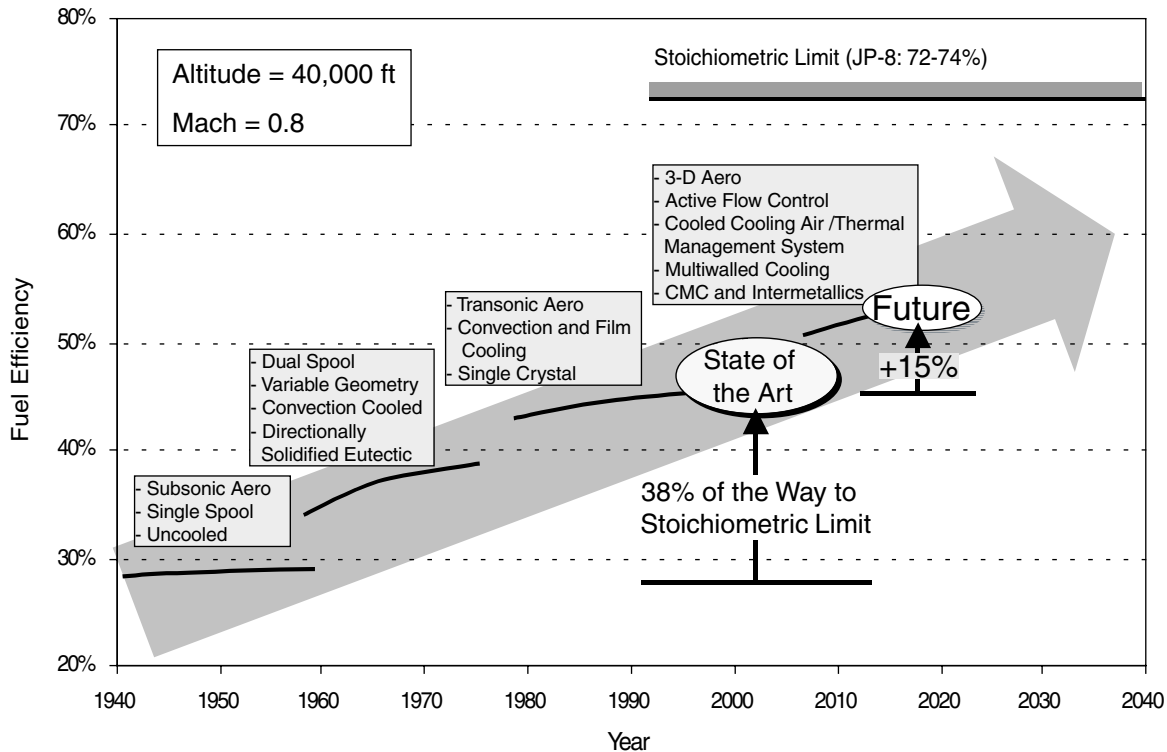 80%
70%
60%
50%
40%
30%
20%
Fuel Efficiency
Altitude = 40,000 ft
Mach = 0.8
Stoichiometric Limit (JP-8: 72-74%)
- 3-D Aero
- Active Flow Control
- Cooled Cooling Air /Thermal
Management System
- Multiwalled Cooling
- CMC and Intermetallics
- Transonic Aero
- Convection and Film
Cooling
- Single Crystal
- Dual Spool
- Variable Geometry
- Convection Cooled
- Directionally
Solidified Eutectic
- Subsonic Aero
- Single Spool
- Uncooled
Future
+15%
State of
the Art
38% of the Way to
Stoichiometric Limit
1940 1950 1960 1970 1980 1990 2000 2010 2020 2030 2040
Year